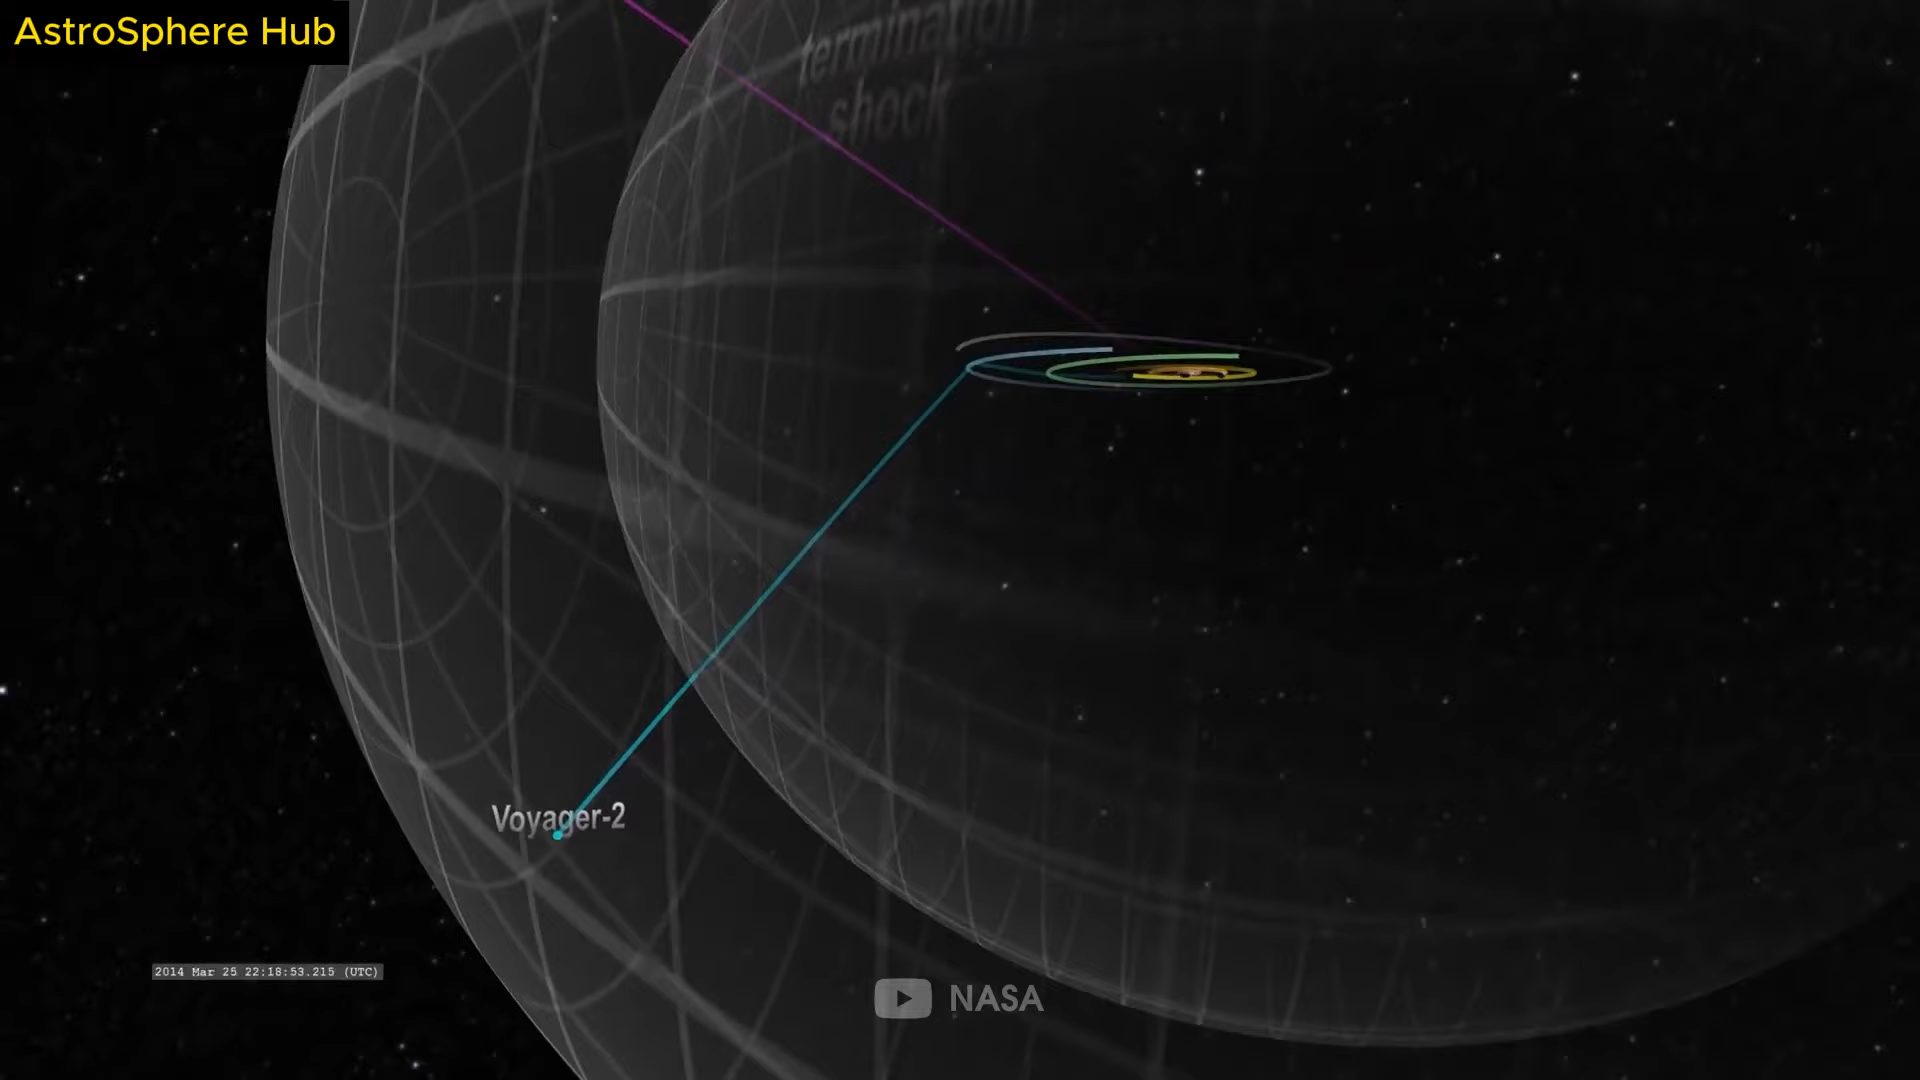 AstroSphere Hub
termination
shock
Voyager-2
2014 Mar 25 22:18:53.215 (UTC)
NASA